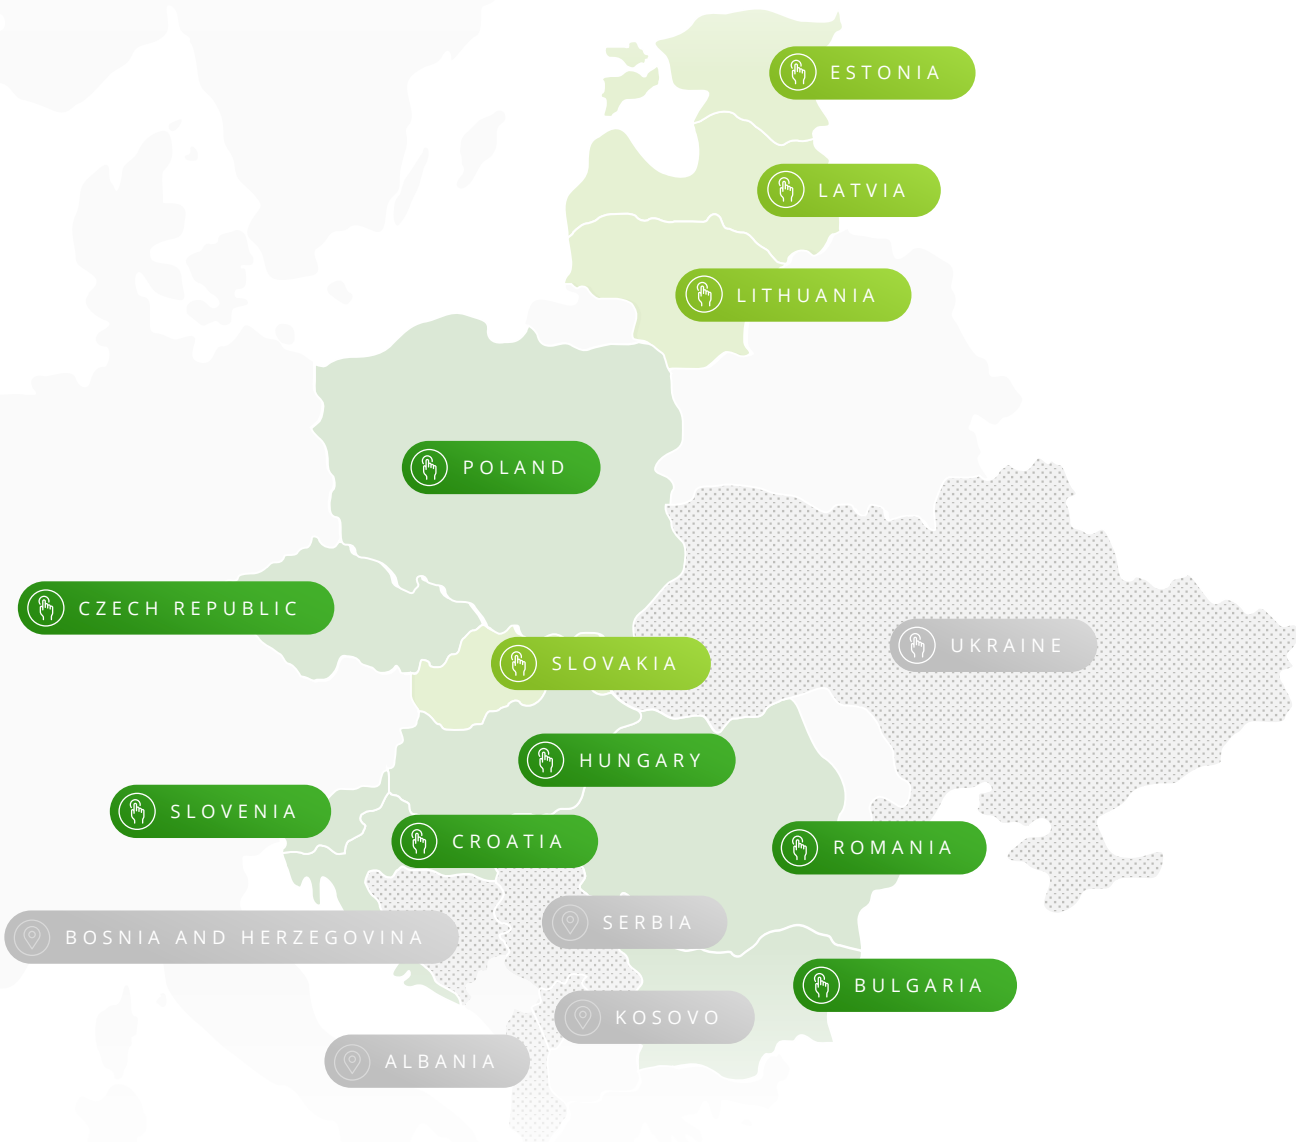 ESTONIA
LATVIA
LITHUANIA
POLAND
CZECH REPUBLIC
UKRAINE
SLOVAKIA
HUNGARY
SLOVENIA
CROATIA
ROMANIA
SERBIA
BOSNIA AND HERZEGOVINA
BULGARIA
KOSOVO
ALBANIA